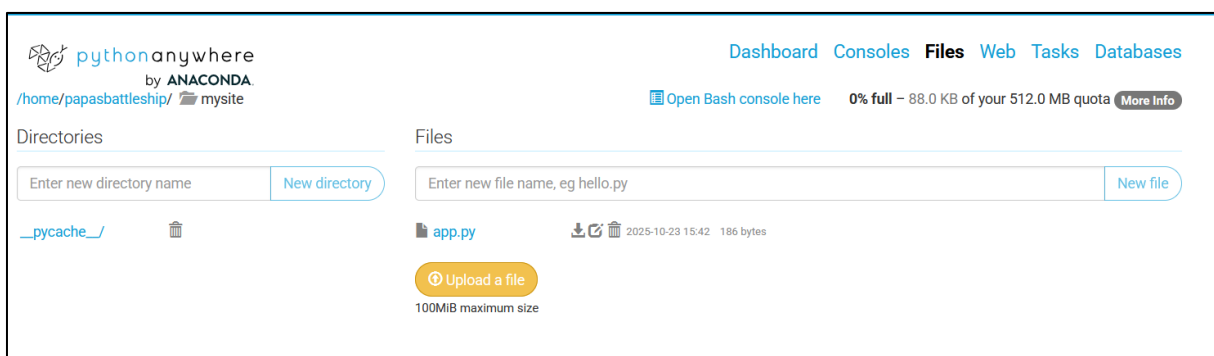 pythonanywhere
by ANACONDA.
Dashboard Consoles Files Web Tasks Databases
/home/papasbattleship/ mysite
Open Bash console here 0% full – 88.0 KB of your 512.0 MB quota More Info
Directories
Files
Enter new directory name New directory
Enter new file name, eg hello.py New file
__pycache__/
app.py 2025-10-23 15:42 186 bytes
Upload a file
100MiB maximum size